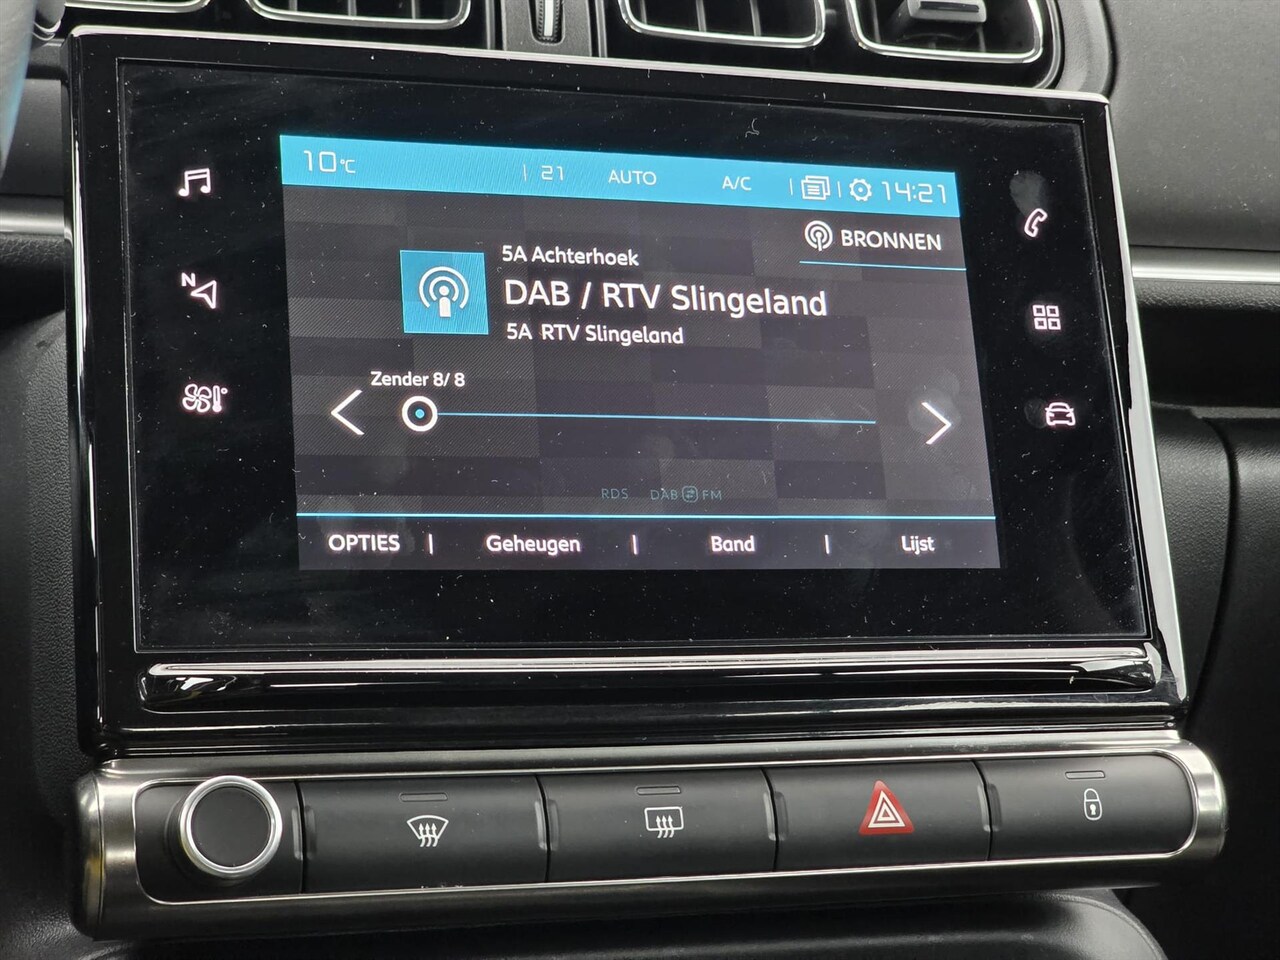 10°C | 21 AUTO A/C | | 14:21
BRONNEN
5A Achterhoek
DAB / RTV Slingeland
5A RTV Slingeland
Zender 8/ 8
N
RDS DAB FM
OPTIES | Geheugen | Band | Lijst